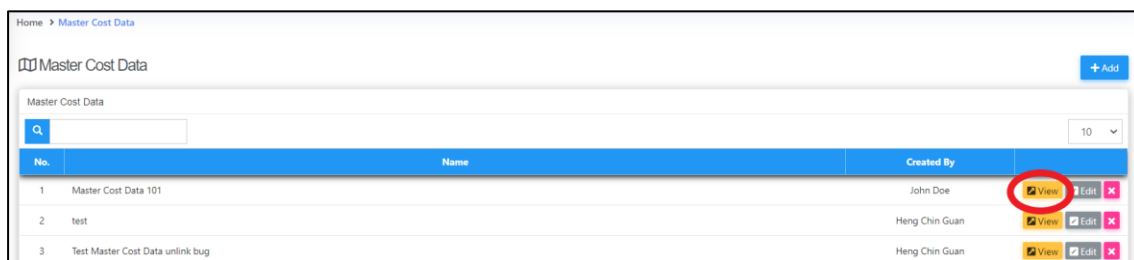 Home > Master Cost Data
Master Cost Data
+ Add
Master Cost Data
10
No. Name Created By
1 Master Cost Data 101 John Doe View Edit ×
2 test Heng Chin Guan View Edit ×
3 Test Master Cost Data unlink bug Heng Chin Guan View Edit ×